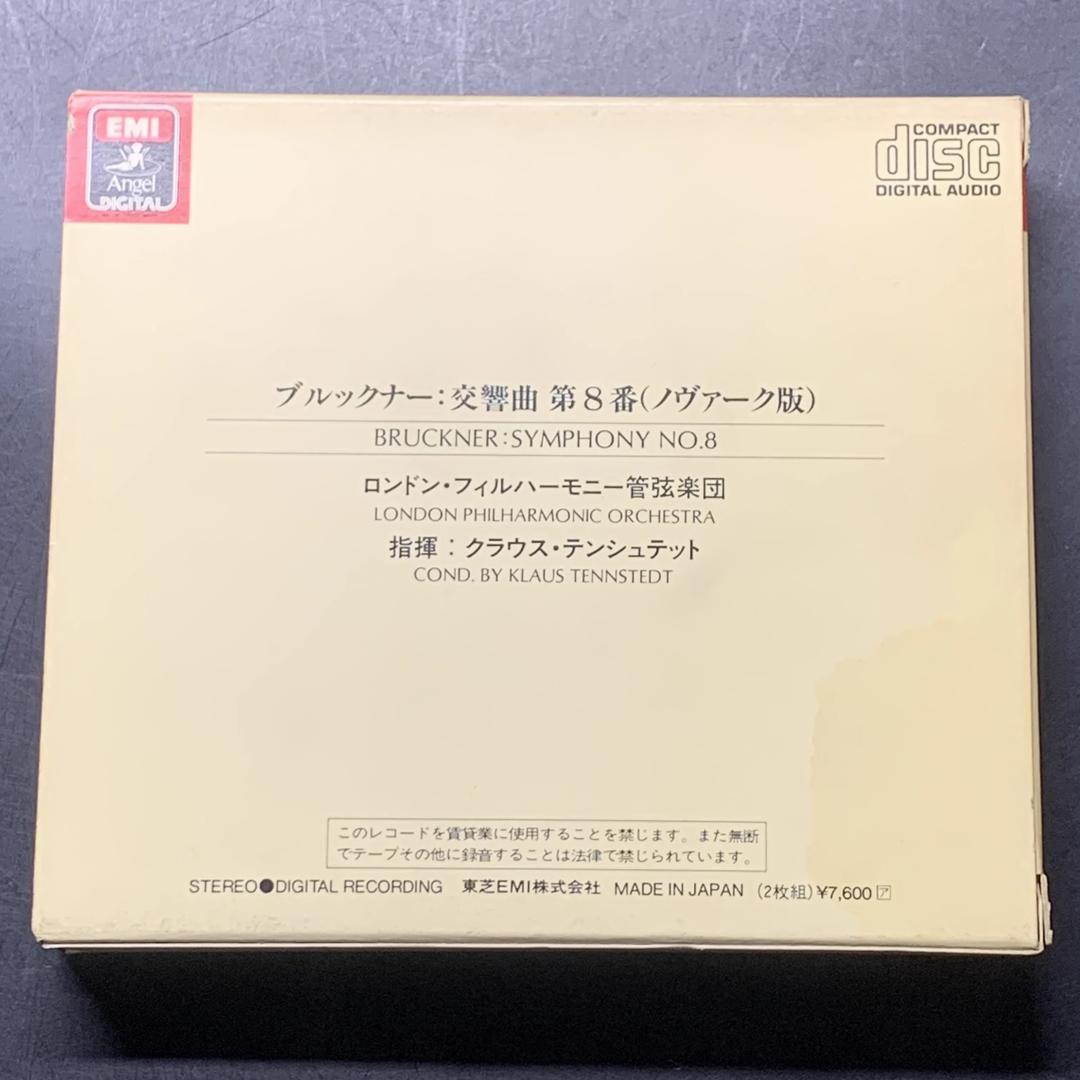 EMI
Angel
DIGITAL
COMPACT
disc
DIGITAL AUDIO
ブルックナー:交響曲 第8番(ノヴァーク版)
BRUCKNER:SYMPHONY NO.8
ロンドン・フィルハーモニー管弦楽団
LONDON PHILHARMONIC ORCHESTRA
指揮:クラウス・テンシュテット
COND. BY KLAUS TENNSTEDT
このレコードを賃貸業に使用することを禁じます。また無断
でテープその他に録音することは法律で禁じられています。
STEREO●DIGITAL RECORDING 東芝EMI株式会社 MADE IN JAPAN (2枚組)¥7,600 ア